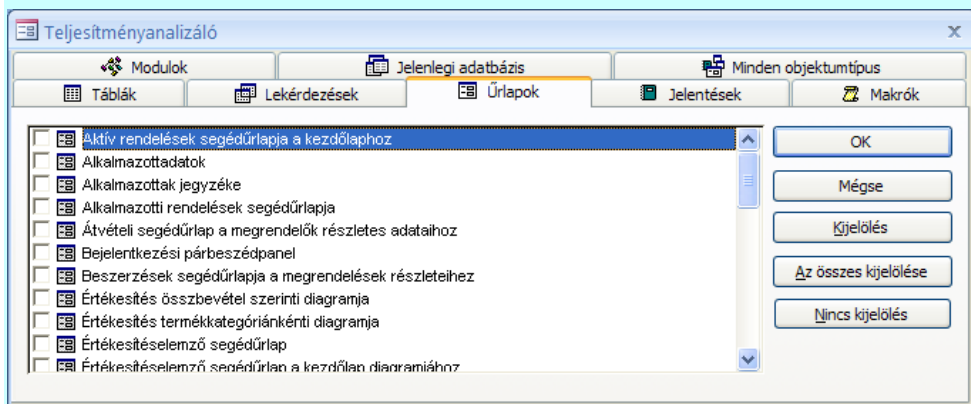 Teljesítményanalizáló
Modulok
Jelenlegi adatbázis
Minden objektumtípus
Táblák
Lekérdezések
Űrlapok
Jelentések
Makrók
Aktív rendelések segédűrlapja a kezdőlaphoz
Alkalmazottadatok
Alkalmazottak jegyzéke
Alkalmazotti rendelések segédűrlapja
Átvételi segédűrlap a megrendelők részletes adataihoz
Bejelentkezési párbeszédpanel
Beszerzések segédűrlapja a megrendelések részleteihez
Értékesítés összbevétel szerinti diagramja
Értékesítés termékkategóriánkénti diagramja
Értékesítéselemző segédűrlap
Értékesítéselemző segédűrlap a kezdőlap diagramjához
OK
Mégse
Kijelölés
Az összes kijelölése
Nincs kijelölés